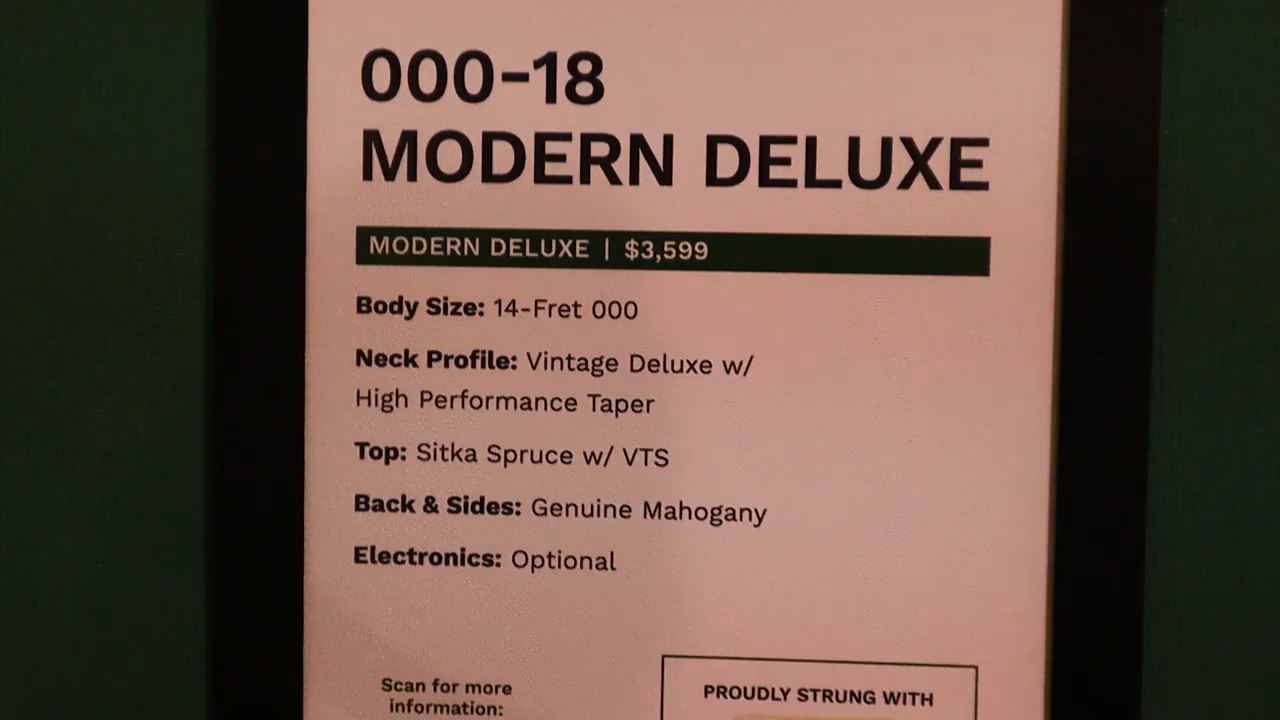 000-18
MODERN DELUXE
MODERN DELUXE | $3,599
Body Size: 14-Fret 000
Neck Profile: Vintage Deluxe w/
High Performance Taper
Top: Sitka Spruce w/ VTS
Back & Sides: Genuine Mahogany
Electronics: Optional
Scan for more
information:
PROUDLY STRUNG WITH